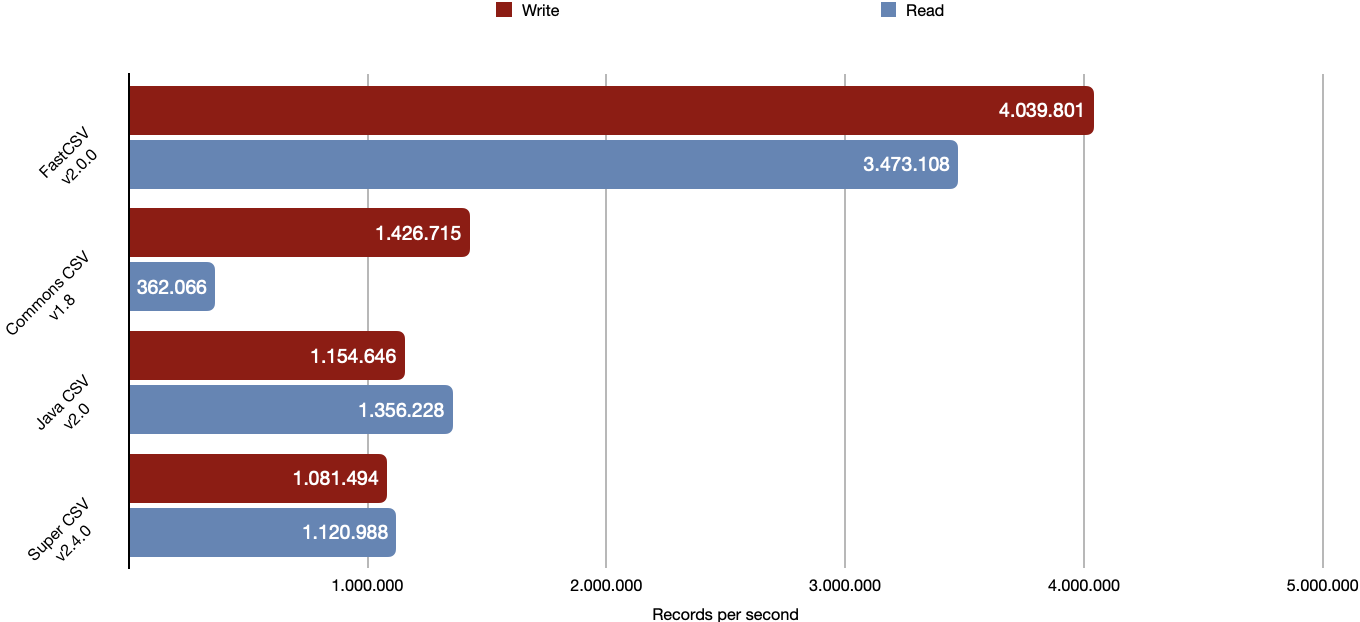 Write
Read
FastCSV
v2.0.0
4.039.801
3.473.108
Commons CSV
v1.8
1.426.715
362.066
Java CSV
v2.0
1.154.646
1.356.228
Super CSV
v2.4.0
1.081.494
1.120.988
1.000.000
2.000.000
3.000.000
4.000.000
5.000.000
Records per second